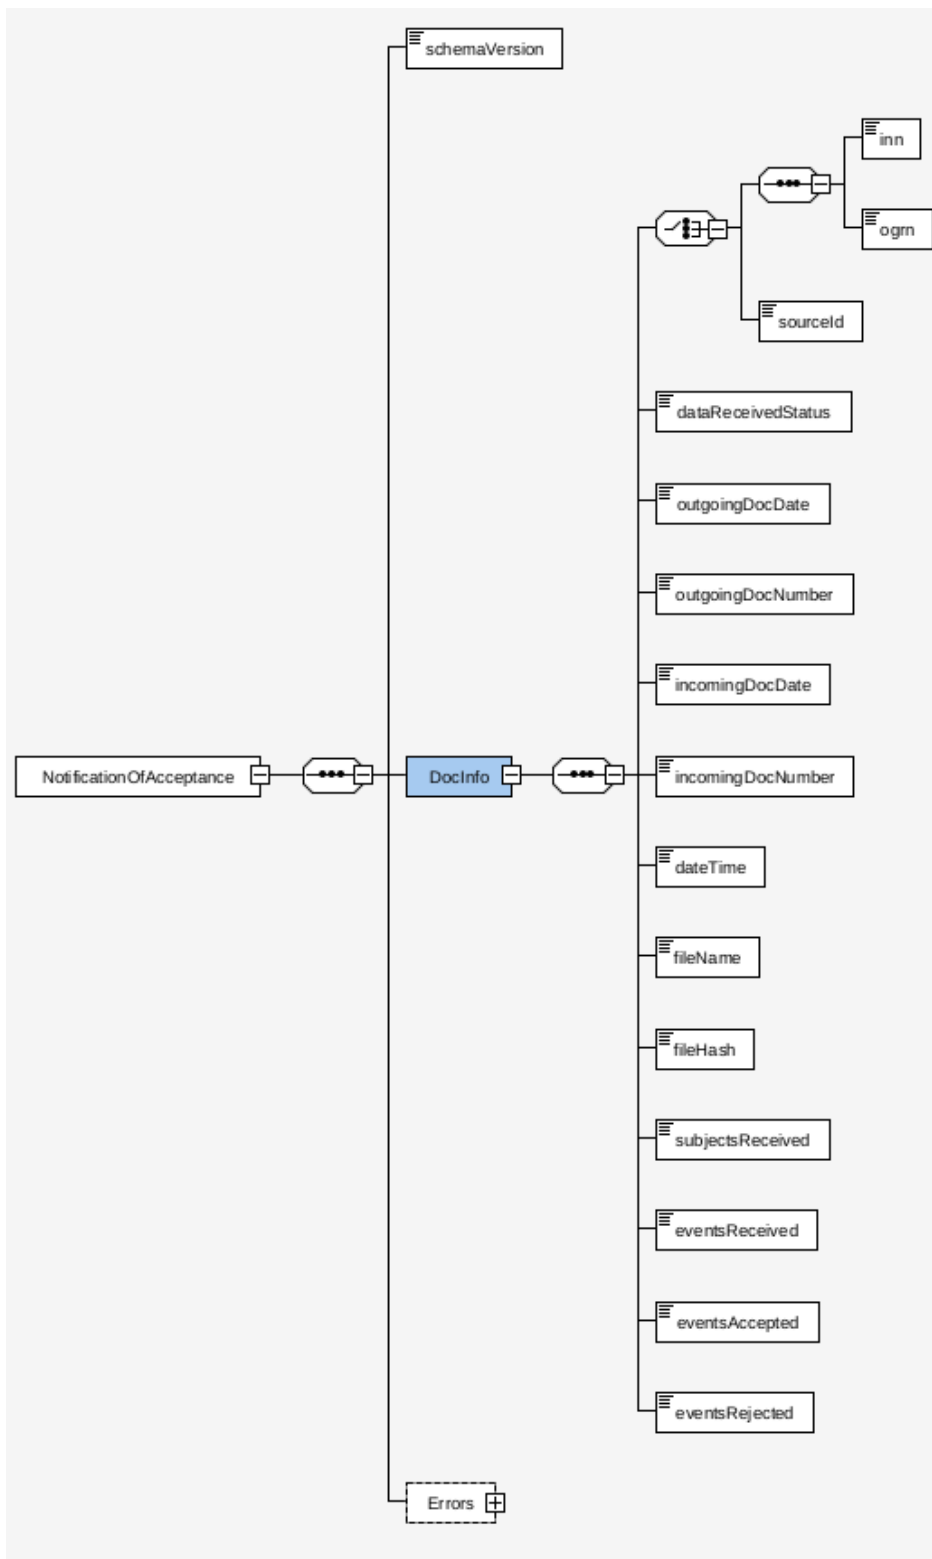 schemaVersion
inn
ogrn
sourceId
dataReceivedStatus
outgoingDocDate
outgoingDocNumber
incomingDocDate
NotificationOfAcceptance
DocInfo
incomingDocNumber
dateTime
fileName
fileHash
subjectsReceived
eventsReceived
eventsAccepted
eventsRejected
Errors